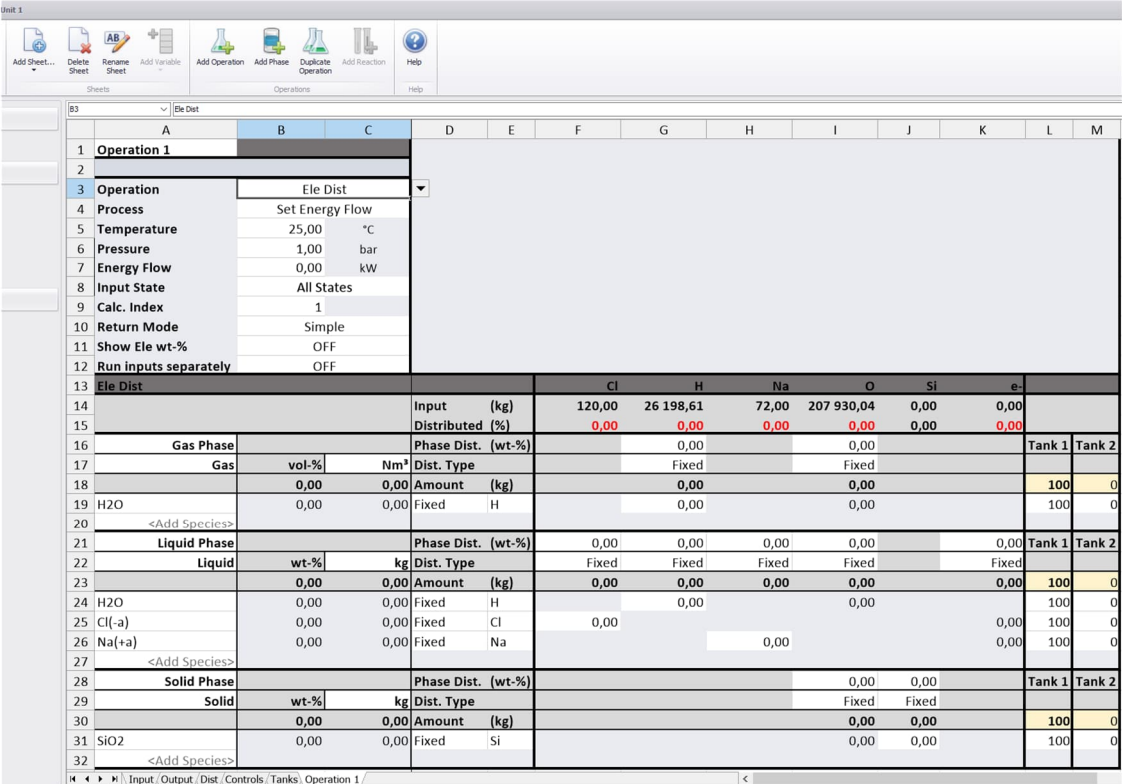 Unit 1
Add Sheet... Delete Sheet Rename Sheet Add Variable Add Operation Add Phase Duplicate Operation Add Reaction Help
Sheets Operations Help
B3 Ele Dist
A B C D E F G H I J K L M
1 Operation 1
2
3 Operation Ele Dist
4 Process Set Energy Flow
5 Temperature 25,00 °C
6 Pressure 1,00 bar
7 Energy Flow 0,00 kW
8 Input State All States
9 Calc. Index 1
10 Return Mode Simple
11 Show Ele wt-% OFF
12 Run inputs separately OFF
13 Ele Dist Cl H Na O Si e-
14 Input (kg) 120,00 26 198,61 72,00 207 930,04 0,00 0,00
15 Distributed (%) 0,00 0,00 0,00 0,00 0,00 0,00
16 Gas Phase Phase Dist. (wt-%) 0,00 0,00 Tank 1 Tank 2
17 Gas vol-% Nm³ Dist. Type Fixed Fixed
18 0,00 0,00 Amount (kg) 0,00 0,00 100 0
19 H2O 0,00 0,00 Fixed H 0,00 0,00 100 0
20 <Add Species>
21 Liquid Phase Phase Dist. (wt-%) 0,00 0,00 0,00 0,00 0,00 Tank 1 Tank 2
22 Liquid wt-% kg Dist. Type Fixed Fixed Fixed Fixed Fixed
23 0,00 0,00 Amount (kg) 0,00 0,00 0,00 0,00 0,00 100 0
24 H2O 0,00 0,00 Fixed H 0,00 0,00 100 0
25 Cl(-a) 0,00 0,00 Fixed Cl 0,00 0,00 100 0
26 Na(+a) 0,00 0,00 Fixed Na 0,00 0,00 100 0
27 <Add Species>
28 Solid Phase Phase Dist. (wt-%) 0,00 0,00 Tank 1 Tank 2
29 Solid wt-% kg Dist. Type Fixed Fixed
30 0,00 0,00 Amount (kg) 0,00 0,00 100 0
31 SiO2 0,00 0,00 Fixed Si 0,00 0,00 100 0
32 <Add Species>
Input Output Dist Controls Tanks Operation 1